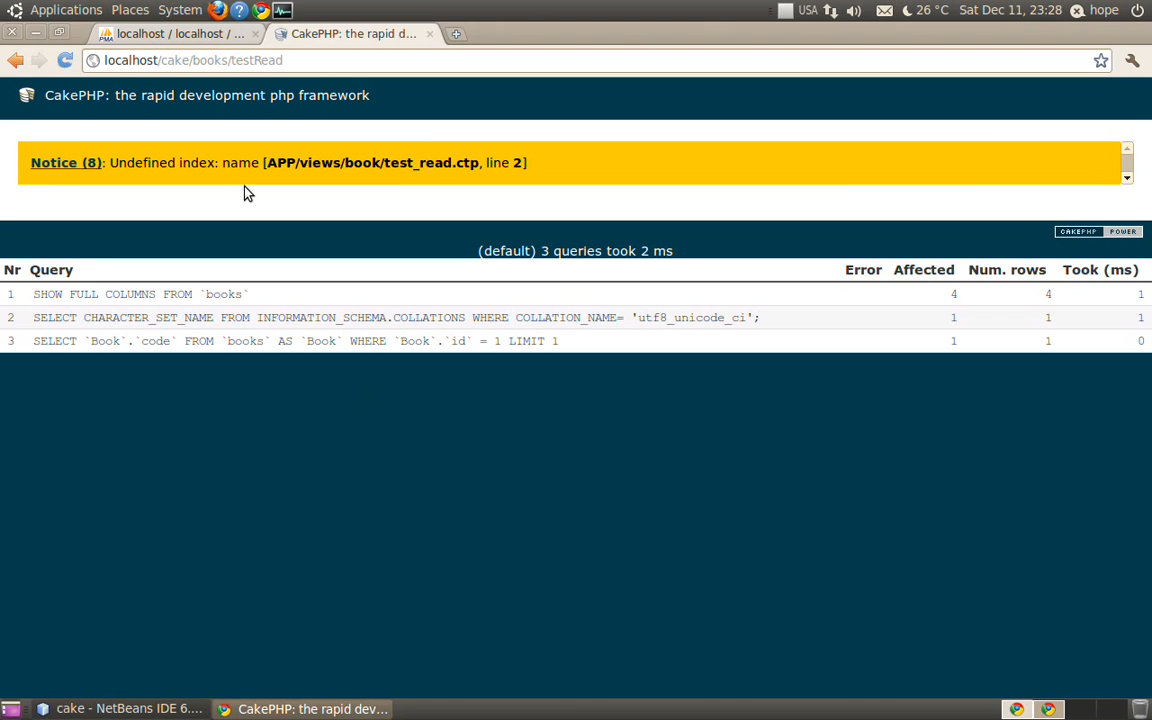 Applications Places System USA 26 °C Sat Dec 11, 23:28 hope
PMA localhost / localhost / ... CakePHP: the rapid d...
localhost/cake/books/testRead
CakePHP: the rapid development php framework
Notice (8): Undefined index: name [APP/views/book/test_read.ctp, line 2]
CAKEPHP POWER
(default) 3 queries took 2 ms
Nr Query Error Affected Num. rows Took (ms)
1 SHOW FULL COLUMNS FROM `books` 4 4 1
2 SELECT CHARACTER_SET_NAME FROM INFORMATION_SCHEMA.COLLATIONS WHERE COLLATION_NAME= 'utf8_unicode_ci'; 1 1 1
3 SELECT `Book`.`code` FROM `books` AS `Book` WHERE `Book`.`id` = 1 LIMIT 1 1 1 0
cake - NetBeans IDE 6.... CakePHP: the rapid dev...